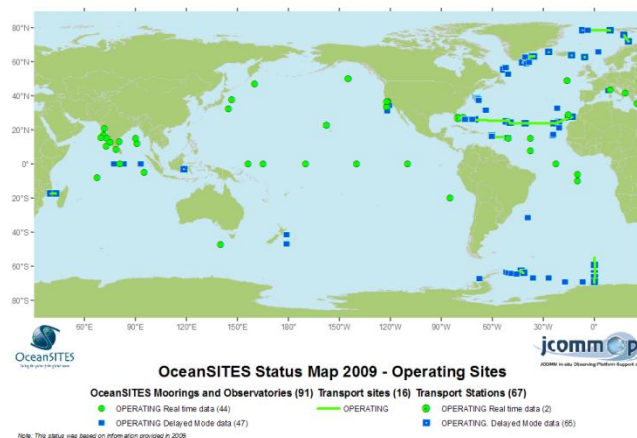 80°N
60°N
40°N
20°N
0°
20°S
40°S
60°S
80°S
60°E 90°E 120°E 150°E 180° 150°W 120°W 90°W 60°W 30°W 0°
OceanSITES
jcommop
OceanSITES Status Map 2009 - Operating Sites
OceanSITES Moorings and Observatories (91) Transport sites (16) Transport Stations (67)
OPERATING Real time data (44) OPERATING OPERATING Real time data (2)
OPERATING Delayed Mode data (47) OPERATING. Delayed Mode data (65)
Note: This status was based on information provided in 2009